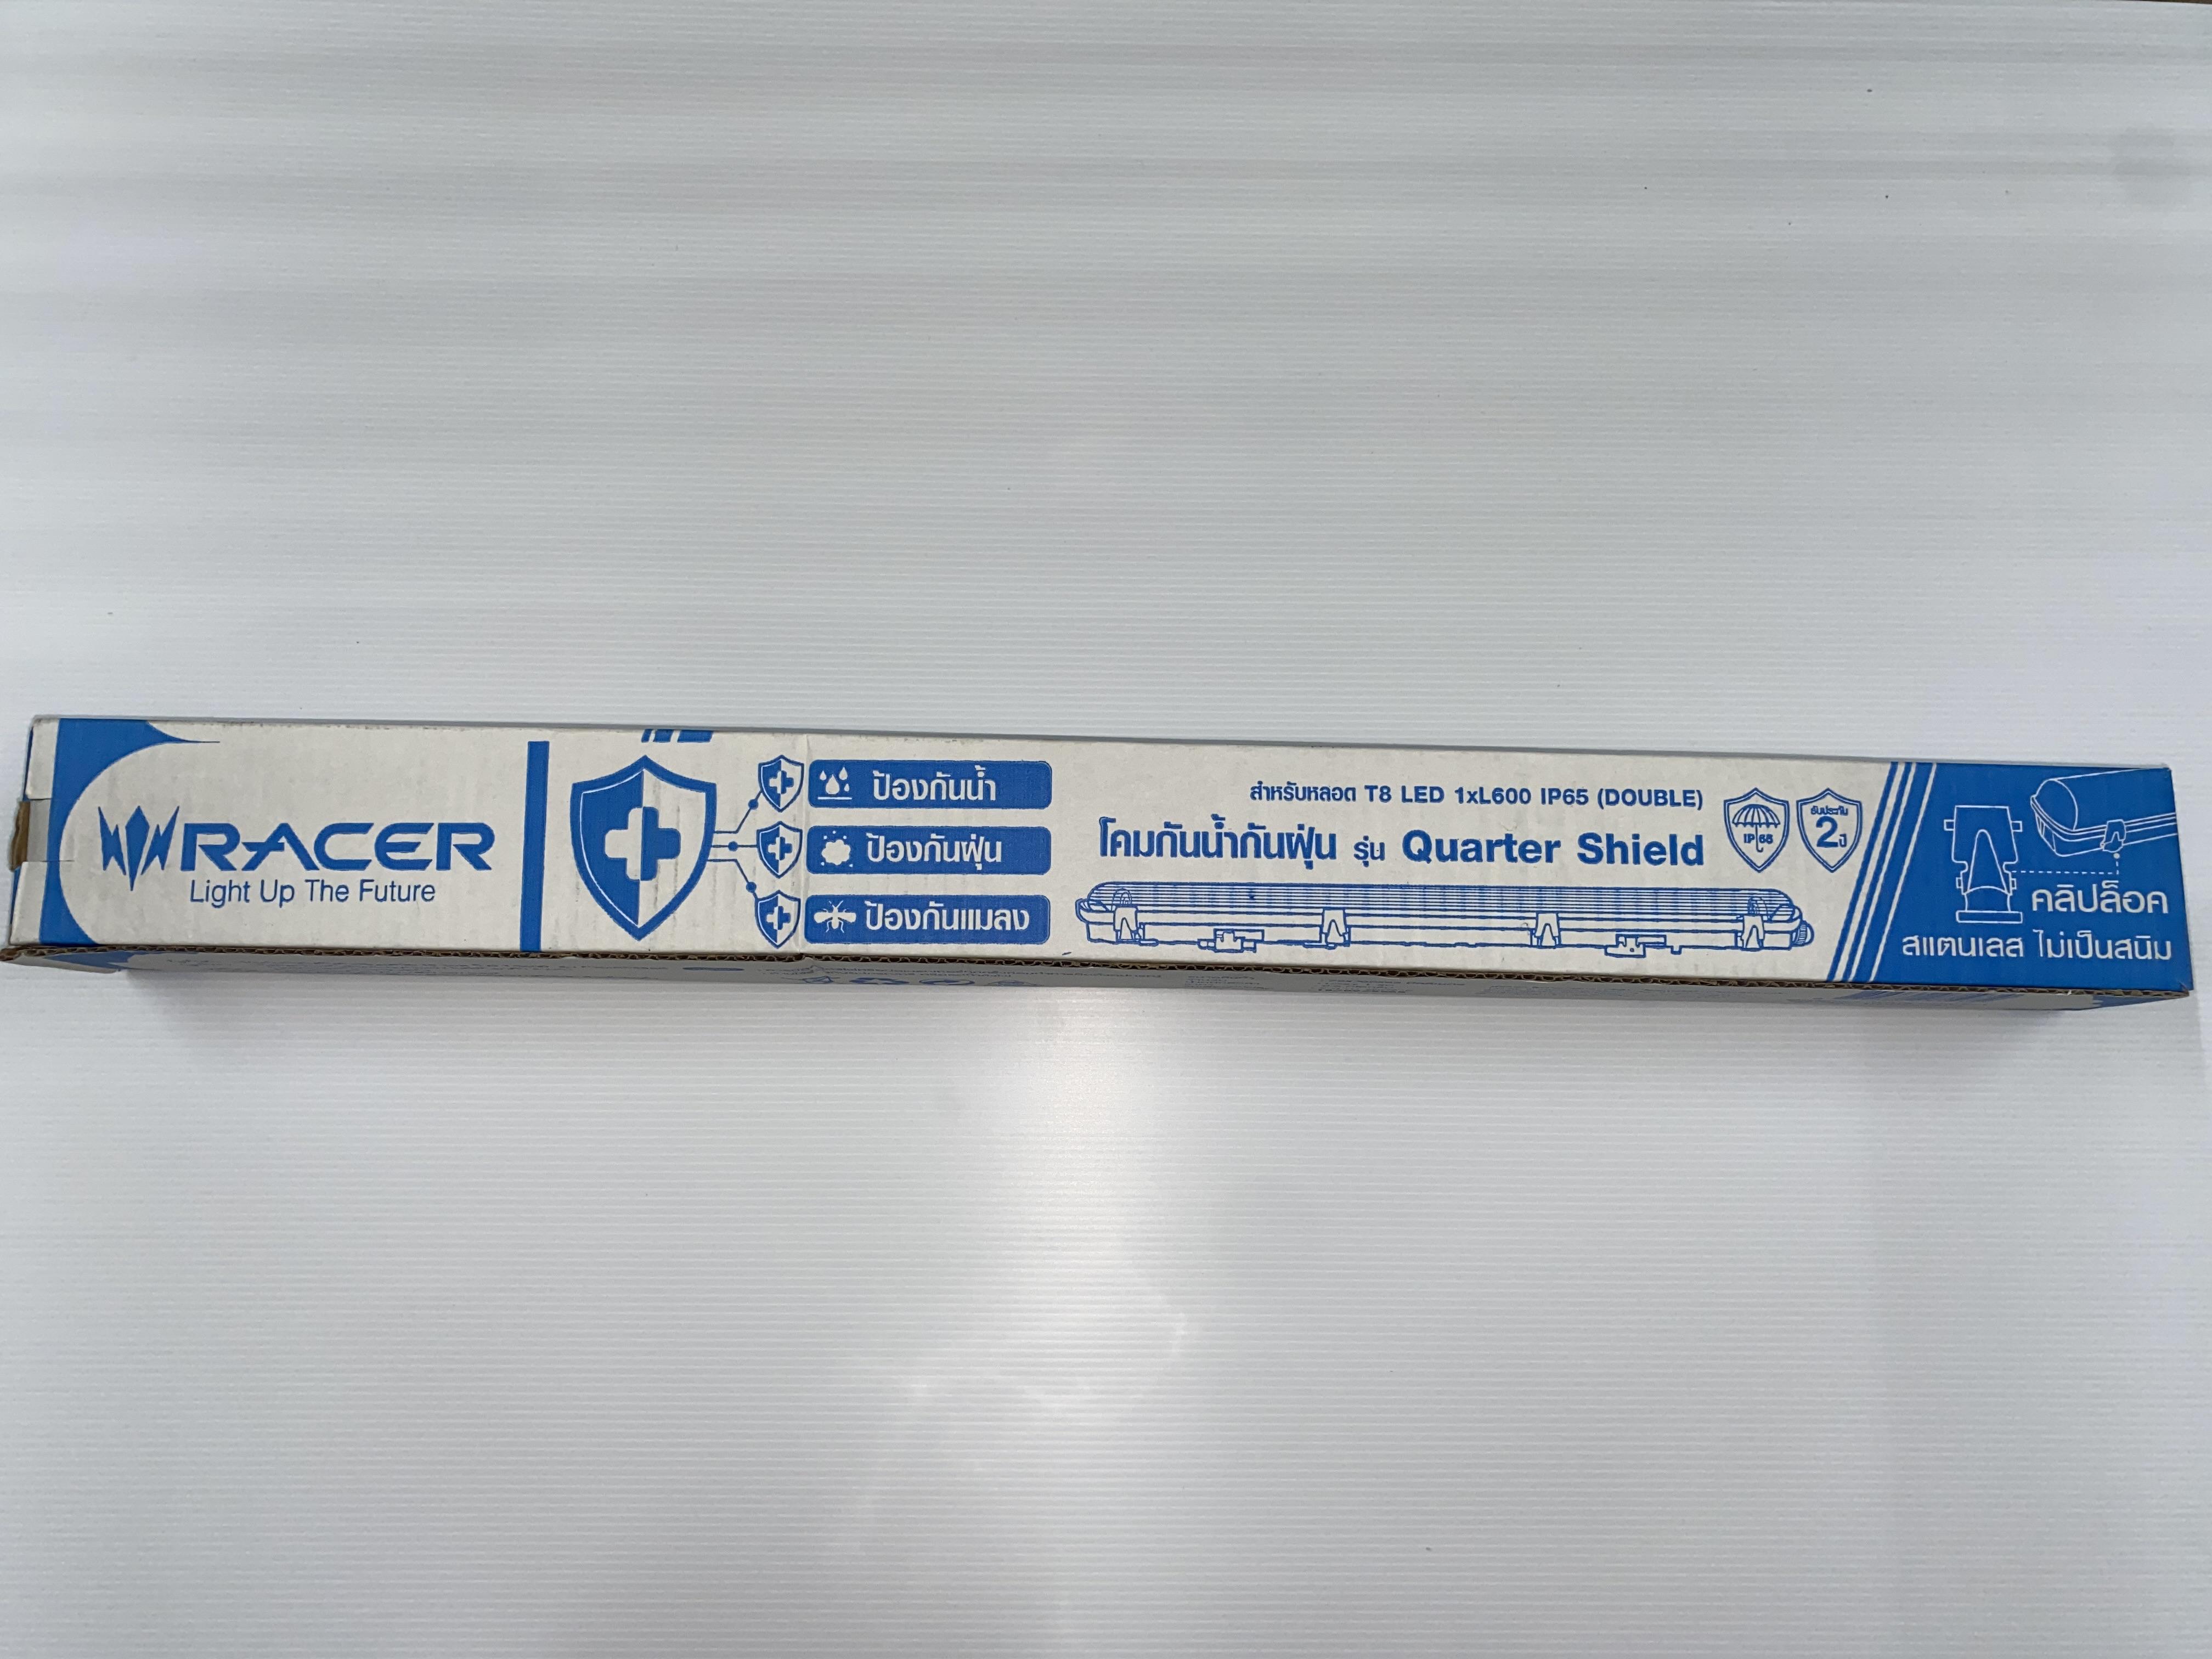 RACER
Light Up The Future
ป้องกันน้ำ
ป้องกันฝุ่น
ป้องกันแมลง
สำหรับหลอด T8 LED 1xL600 IP65 (DOUBLE)
โคมกันน้ำกันฝุ่น รุ่น Quarter Shield
IP 65
รับประกัน
2 ปี
คลิปล็อค
สแตนเลส ไม่เป็นสนิม